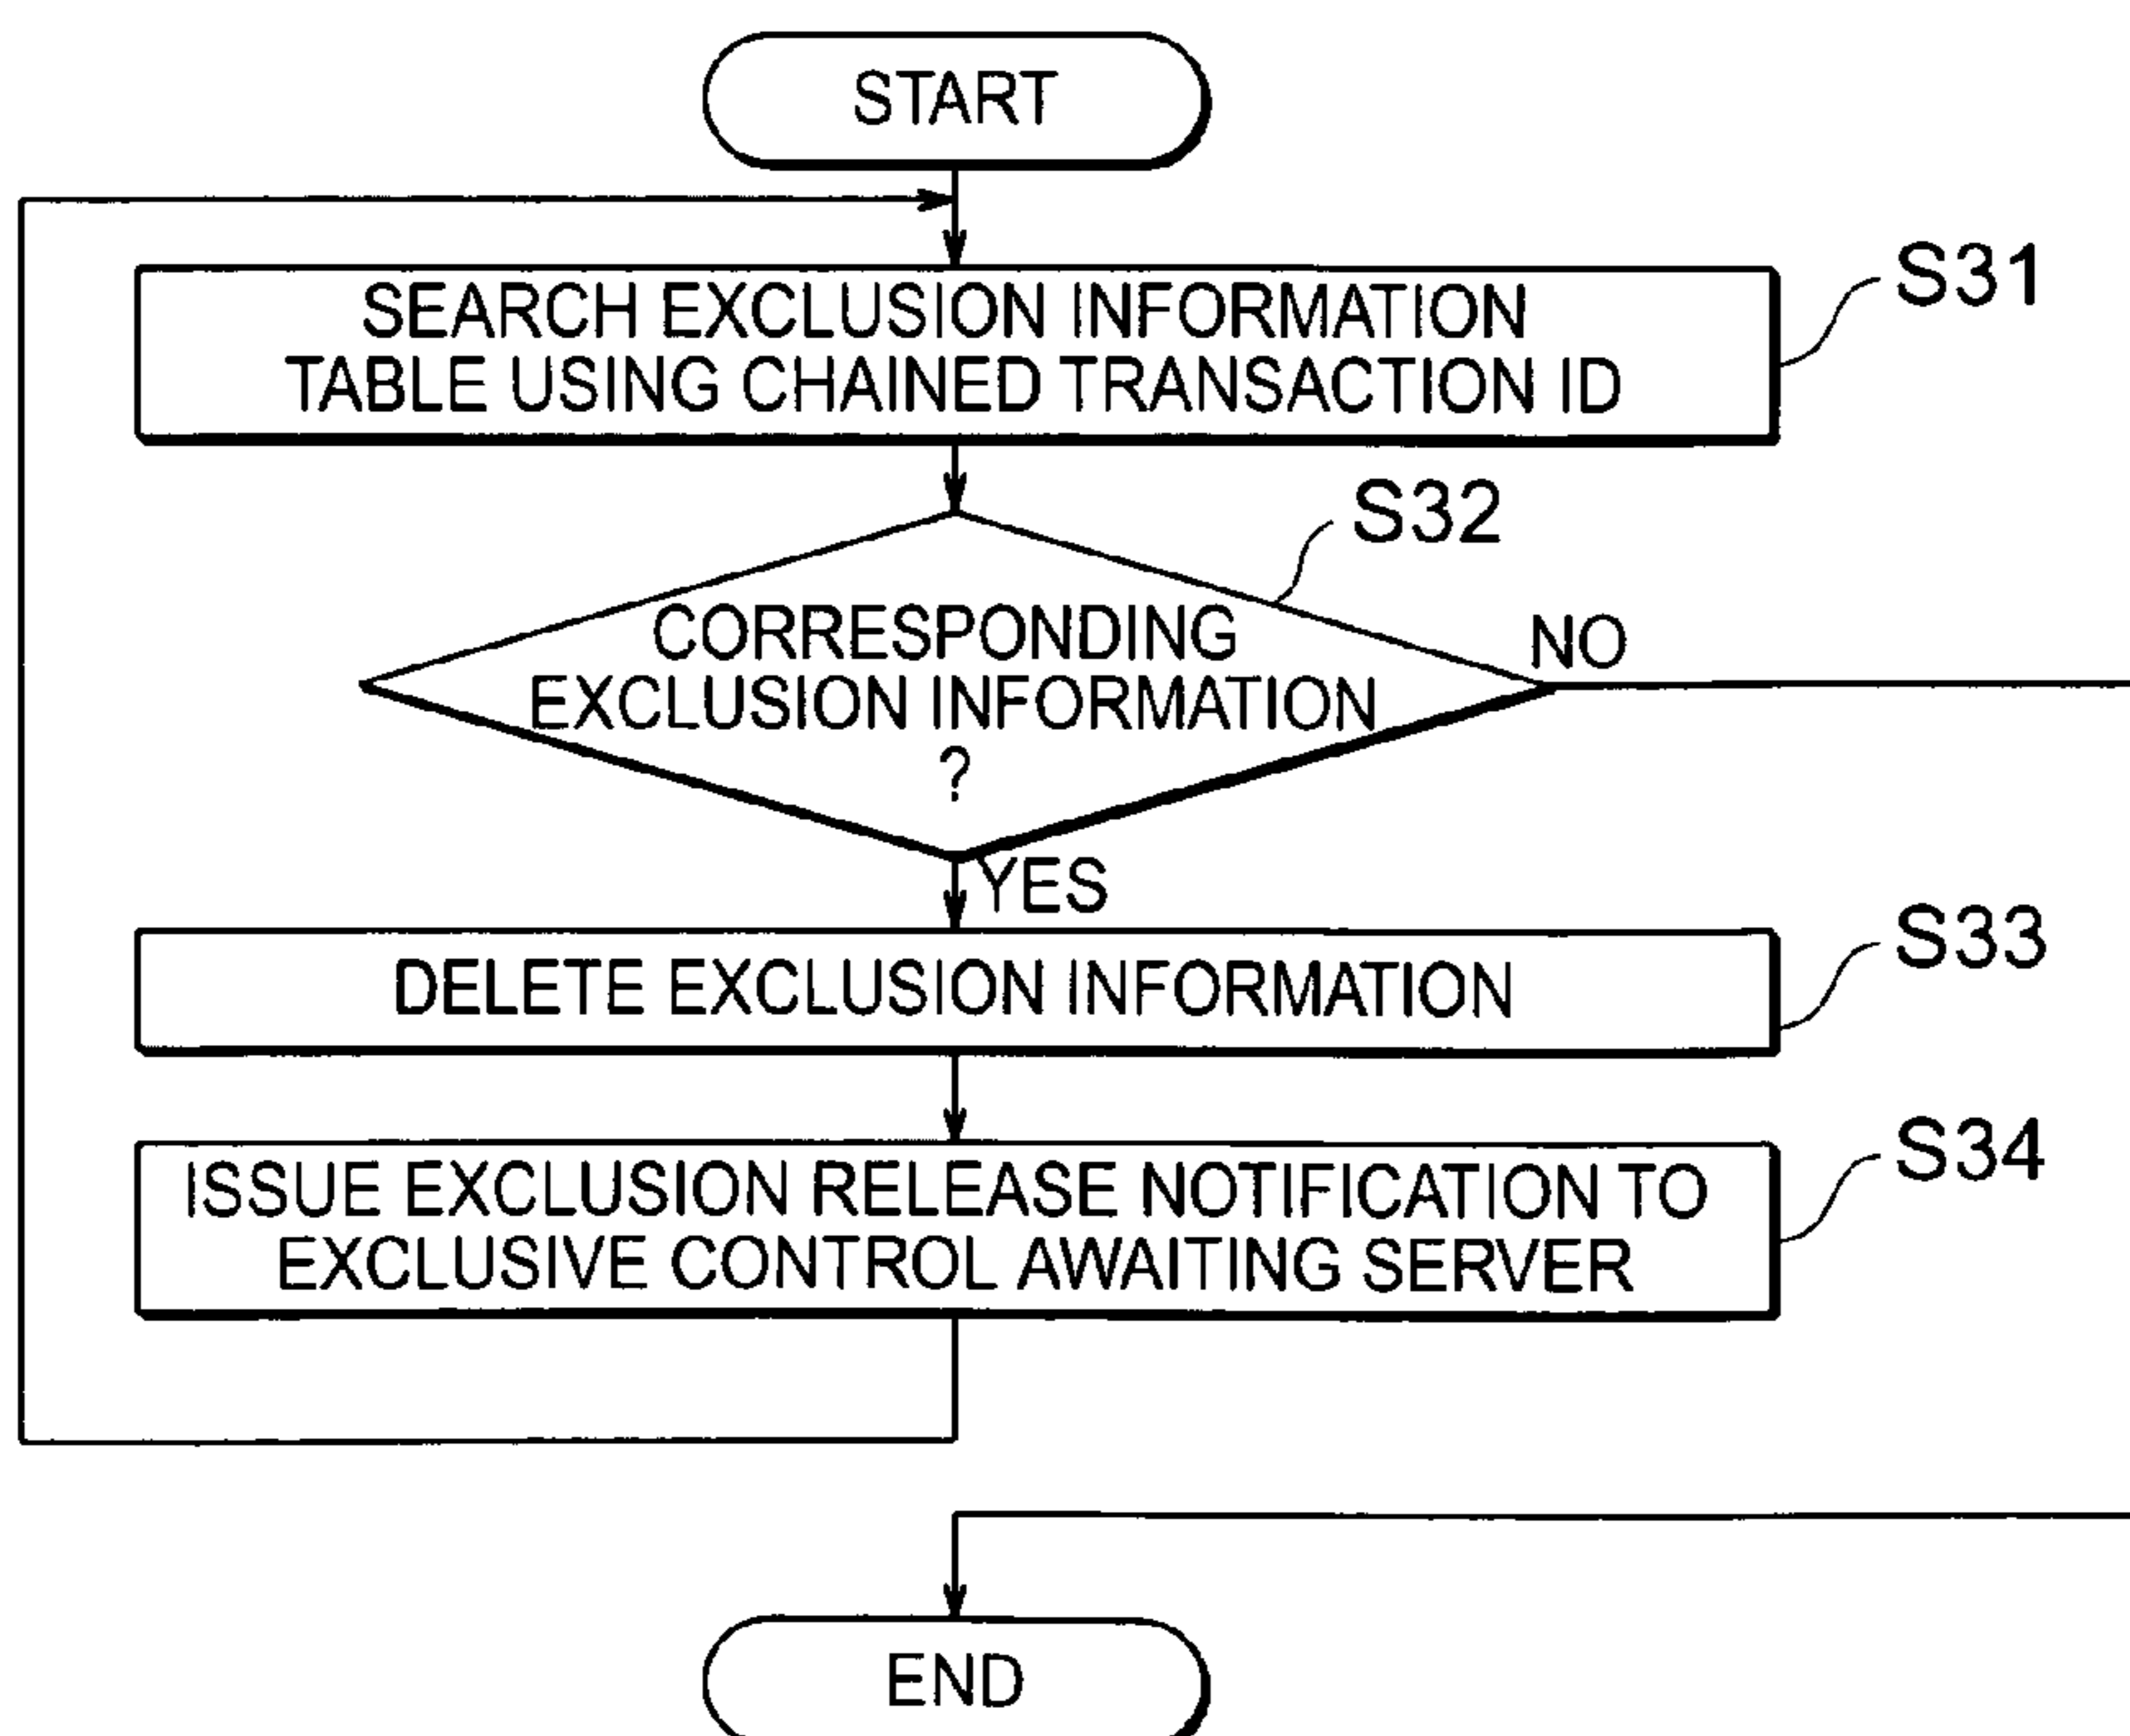 START
S31
SEARCH EXCLUSION INFORMATION
TABLE USING CHAINED TRANSACTION ID
S32
CORRESPONDING
EXCLUSION INFORMATION
?
NO
YES
S33
DELETE EXCLUSION INFORMATION
S34
ISSUE EXCLUSION RELEASE NOTIFICATION TO
EXCLUSIVE CONTROL AWAITING SERVER
END